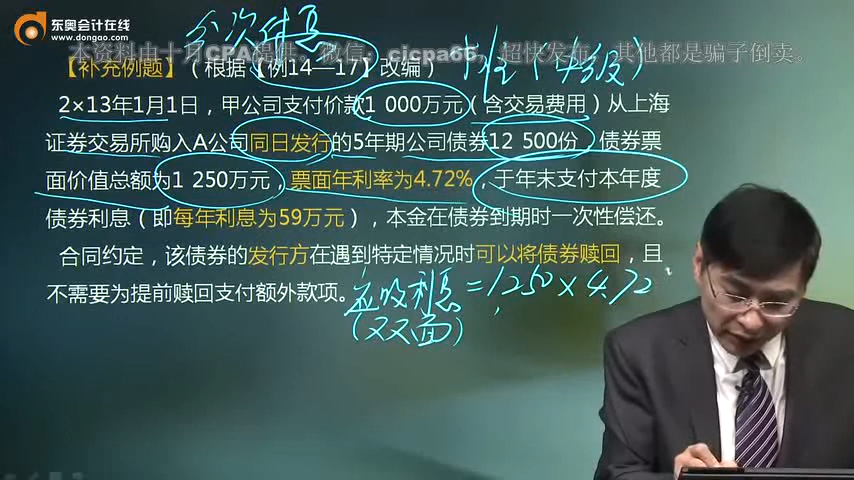 东奥会计在线
www.dongao.com
分次付息
本资料由十月CPA提供。微信：cicpa66，超快发布，其他都是骗子倒卖。
【补充例题】（根据【例14—17】改编）
2×13年1月1日，甲公司支付价款1 000万元（含交易费用）从上海
证券交易所购入A公司同日发行的5年期公司债券12 500份，债券票
面价值总额为1 250万元，票面年利率为4.72%，于年末支付本年度
债券利息（即每年利息为59万元），本金在债券到期时一次性偿还。
合同约定，该债券的发行方在遇到特定情况时可以将债券赎回，且
不需要为提前赎回支付额外款项。
应收利息=1250×4.72